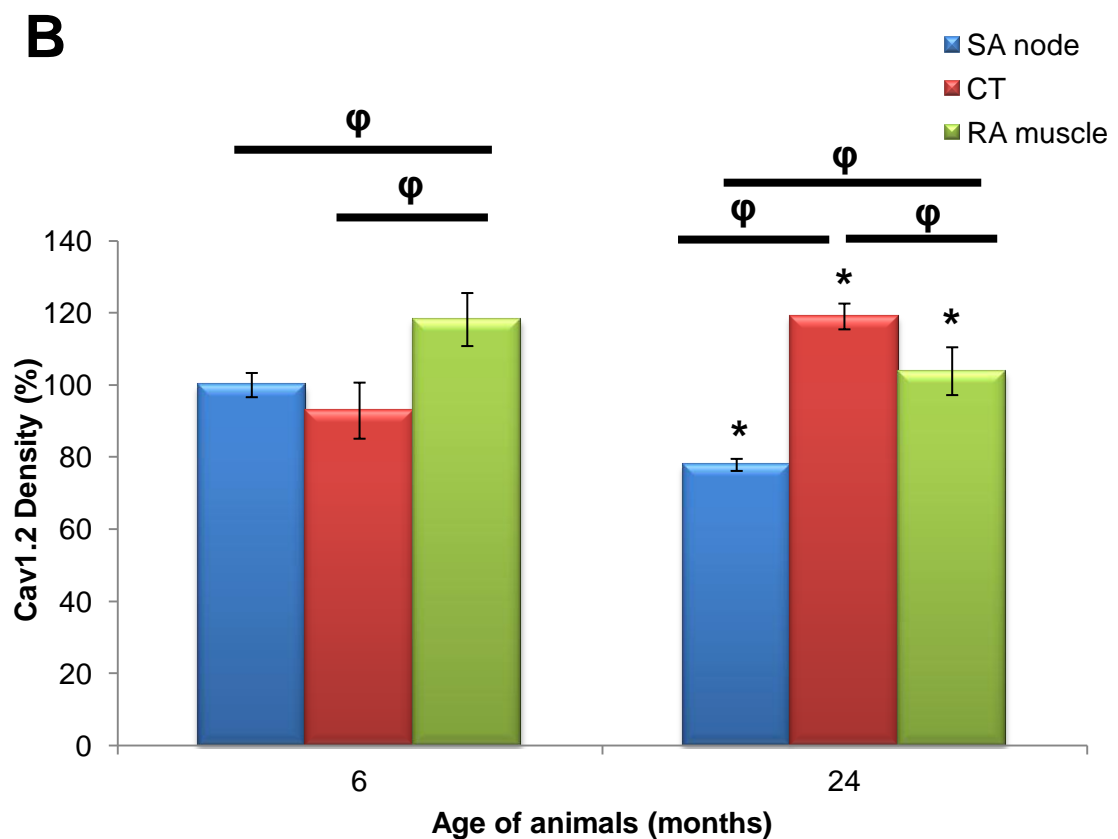 B
SA node
CT
RA muscle
φ
φ
φ
φ
φ
140
120
100
80
60
40
20
0
*
*
*
Cav1.2 Density (%)
6
24
Age of animals (months)